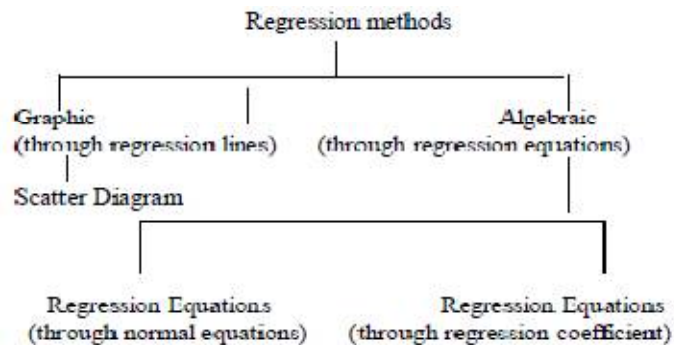 Regression methods
Graphic
(through regression lines)
Scatter Diagram
Algebraic
(through regression equations)
Regression Equations
(through normal equations)
Regression Equations
(through regression coefficient)